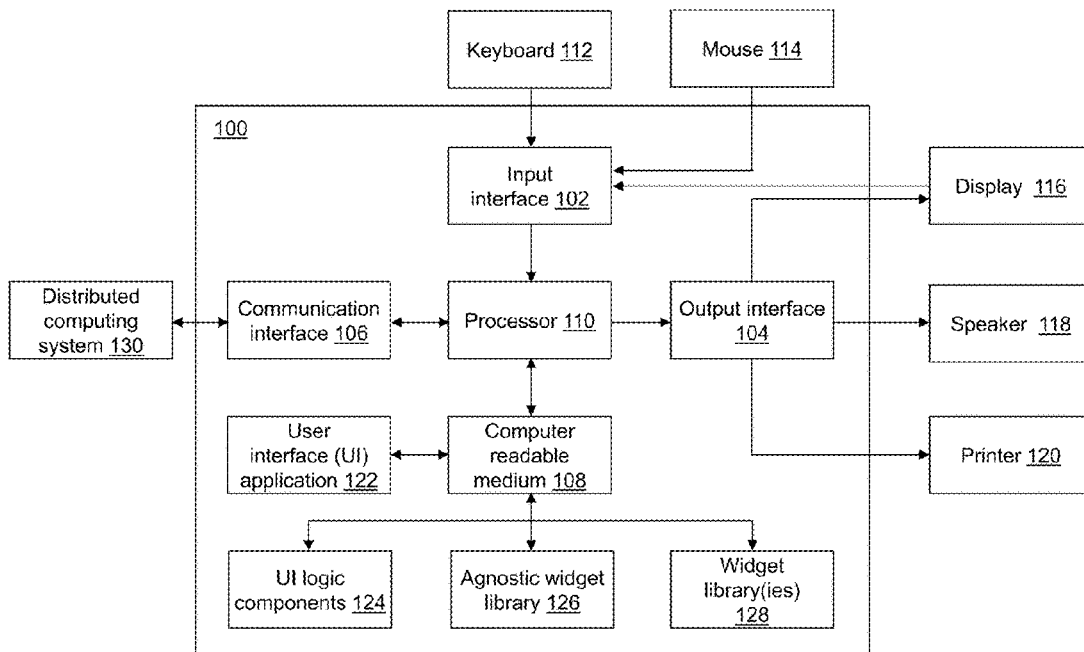 Keyboard 112
Mouse 114
100
Input
interface 102
Display 116
Distributed
computing
system 130
Communication
interface 106
Processor 110
Output interface
104
Speaker 118
User
interface (UI)
application 122
Computer
readable
medium 108
Printer 120
UI logic
components 124
Agnostic widget
library 126
Widget
library(ies)
128